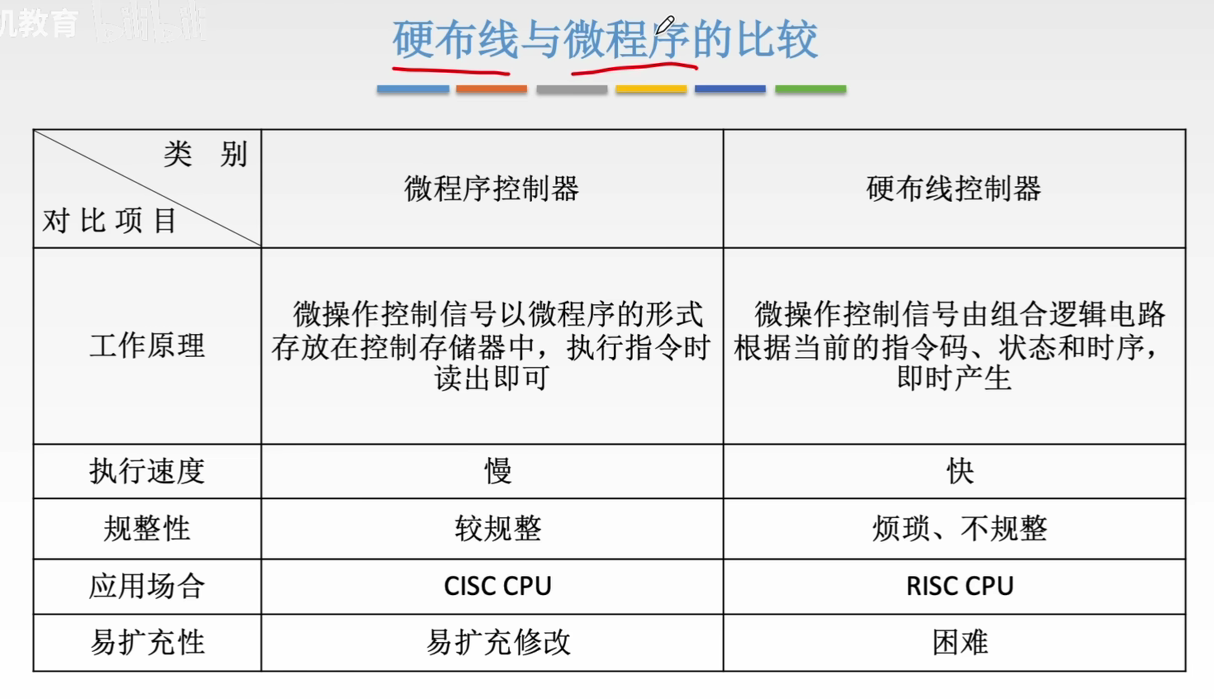 机教育 bilibili
硬布线与微程序的比较
类 别
对比项目
微程序控制器
硬布线控制器
工作原理
微操作控制信号以微程序的形式
存放在控制存储器中，执行指令时
读出即可
微操作控制信号由组合逻辑电路
根据当前的指令码、状态和时序，
即时产生
执行速度
慢
快
规整性
较规整
烦琐、不规整
应用场合
CISC CPU
RISC CPU
易扩充性
易扩充修改
困难